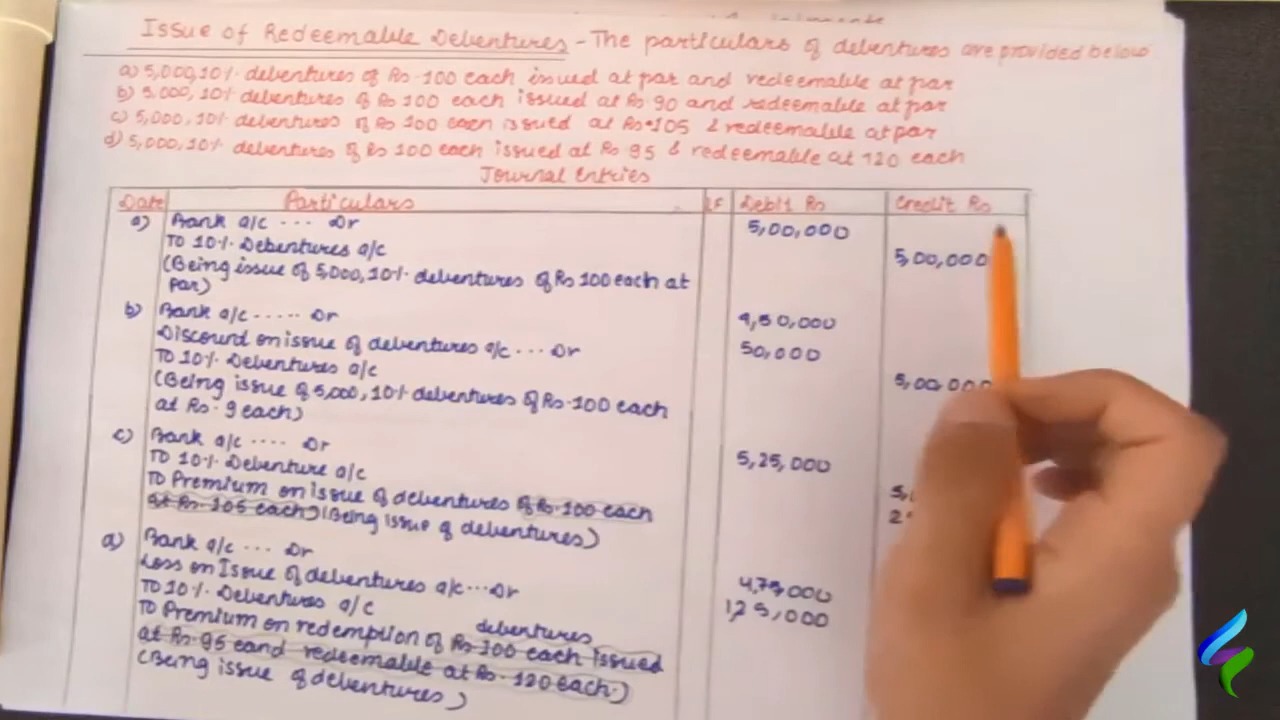 Issue of Redeemable Debentures - The particulars of debentures are provided below
a) 5,000,10% debentures of Rs 100 each issued at par and redeemable at par
b) 5,000, 10% debentures of Rs 100 each issued at Rs 90 and redeemable at par
c) 5,000, 10% debentures of Rs 100 each issued at Rs 105 & redeemable at par
d) 5,000, 10% debentures of Rs 100 each issued at Rs 95 & redeemable at 120 each
Journal Entries
Date Particulars LF Debit Rs Credit Rs
a) Bank a/c ... Dr 5,00,000
To 10% Debentures a/c 5,00,000
(Being issue of 5,000, 10% debentures of Rs 100 each at
par)
b) Bank a/c ..... Dr 4,50,000
Discound on issue of debentures a/c ... Dr 50,000
To 10% Debentures a/c 5,00,000
(Being issue of 5,000, 10% debentures of Rs. 100 each
at Rs. 9 each)
c) Bank a/c .... Dr 5,25,000
To 10% Debenture a/c
To Premium on issue of debentures of Rs. 100 each
at Rs. 105 each) (Being issue of debentures)
d) Bank a/c ... Dr 4,75,000
Loss on Issue of debentures a/c ... Dr 1,25,000
To 10% Debentures a/c
To Premium on redemption of Rs 100 each issued debentures
at Rs. 95 eand redeemable at Rs. 120 each.)
(Being issue of debentures)